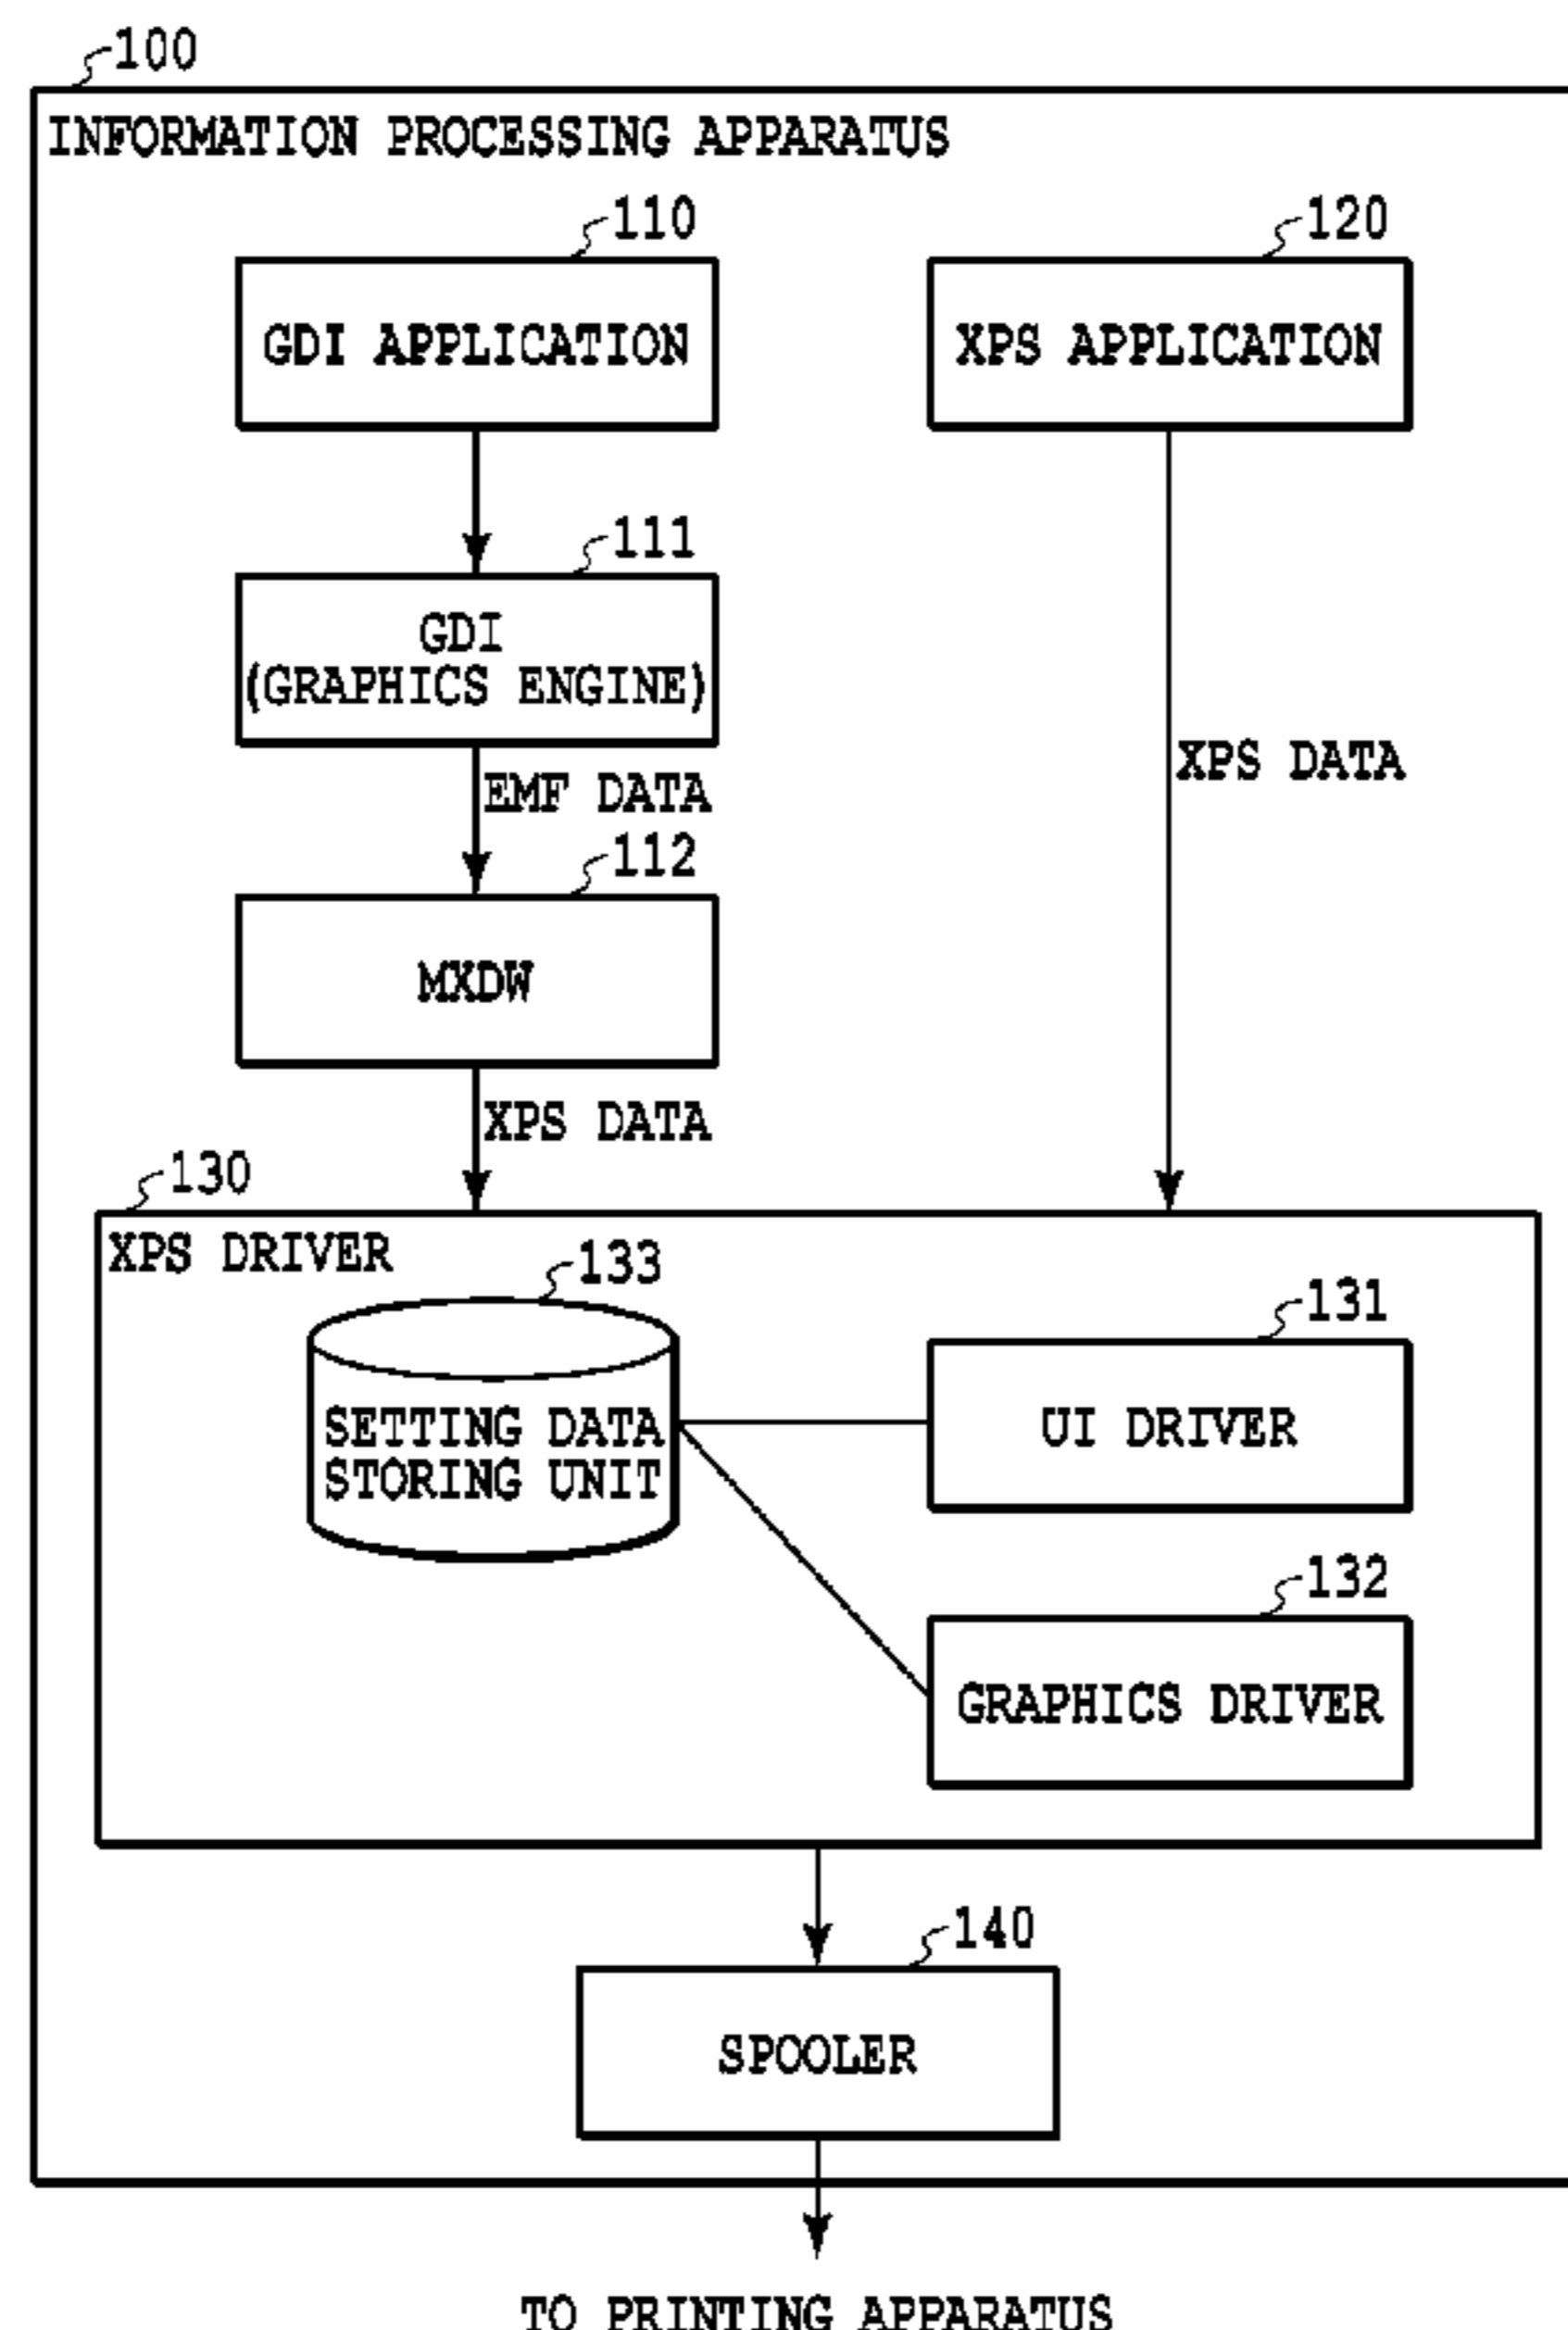 100
INFORMATION PROCESSING APPARATUS
110
120
GDI APPLICATION
XPS APPLICATION
111
GDI
(GRAPHICS ENGINE)
XPS DATA
EMF DATA
112
MXDW
XPS DATA
130
XPS DRIVER
133
131
SETTING DATA
STORING UNIT
UI DRIVER
132
GRAPHICS DRIVER
140
SPOOLER
TO PRINTING APPARATUS